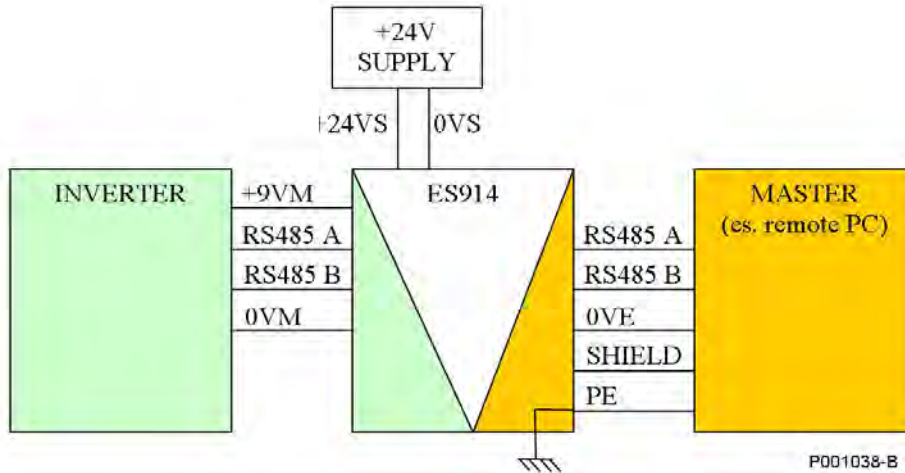 +24V
SUPPLY
+24VS
0VS
INVERTER
+9VM
RS485 A
RS485 B
0VM
ES914
RS485 A
RS485 B
0VE
SHIELD
PE
MASTER
(es. remote PC)
P001038-B